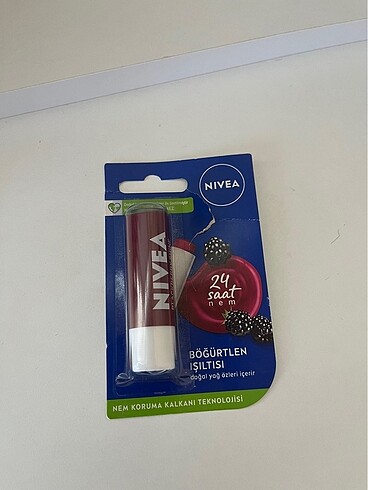 NIVEA
NIVEA
24
saat
nem
BÖĞÜRTLEN
IŞILTISI
doğal yağ özleri içerir
NEM KORUMA KALKANI TEKNOLOJİSİ